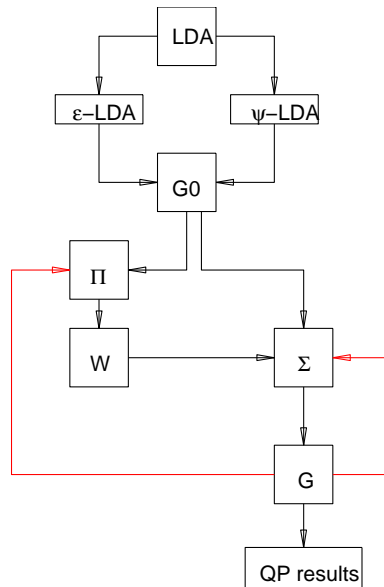 LDA
ε−LDA
ψ−LDA
G0
Π
W
Σ
G
QP results